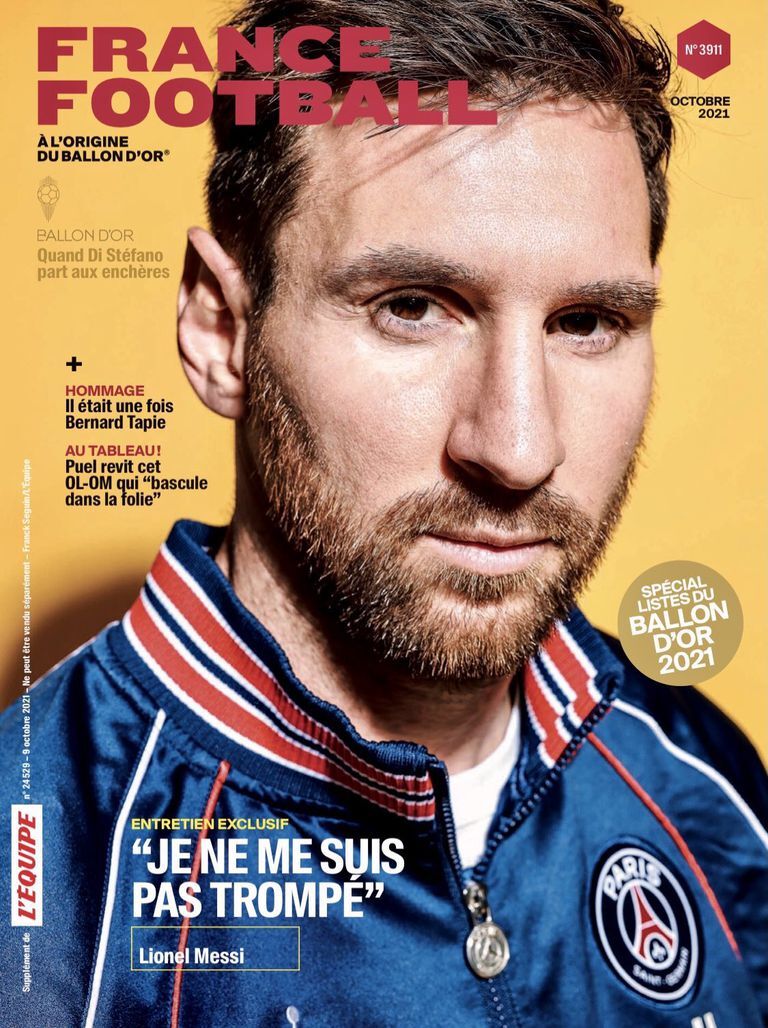 FRANCE
FOOTBALL
À L'ORIGINE
DU BALLON D'OR®
N° 3911
OCTOBRE
2021
BALLON D'OR
Quand Di Stéfano
part aux enchères
+
HOMMAGE
Il était une fois
Bernard Tapie
AU TABLEAU!
Puel revit cet
OL-OM qui “bascule
dans la folie”
SPÉCIAL
LISTES DU
BALLON
D'OR
2021
ENTRETIEN EXCLUSIF
“JE NE ME SUIS
PAS TROMPÉ”
Lionel Messi
PARIS
SAINT-GERMAIN
Supplément de L'ÉQUIPE n° 24529 – 9 octobre 2021 – Ne peut être vendu séparément – Franck Seguin/L'Équipe